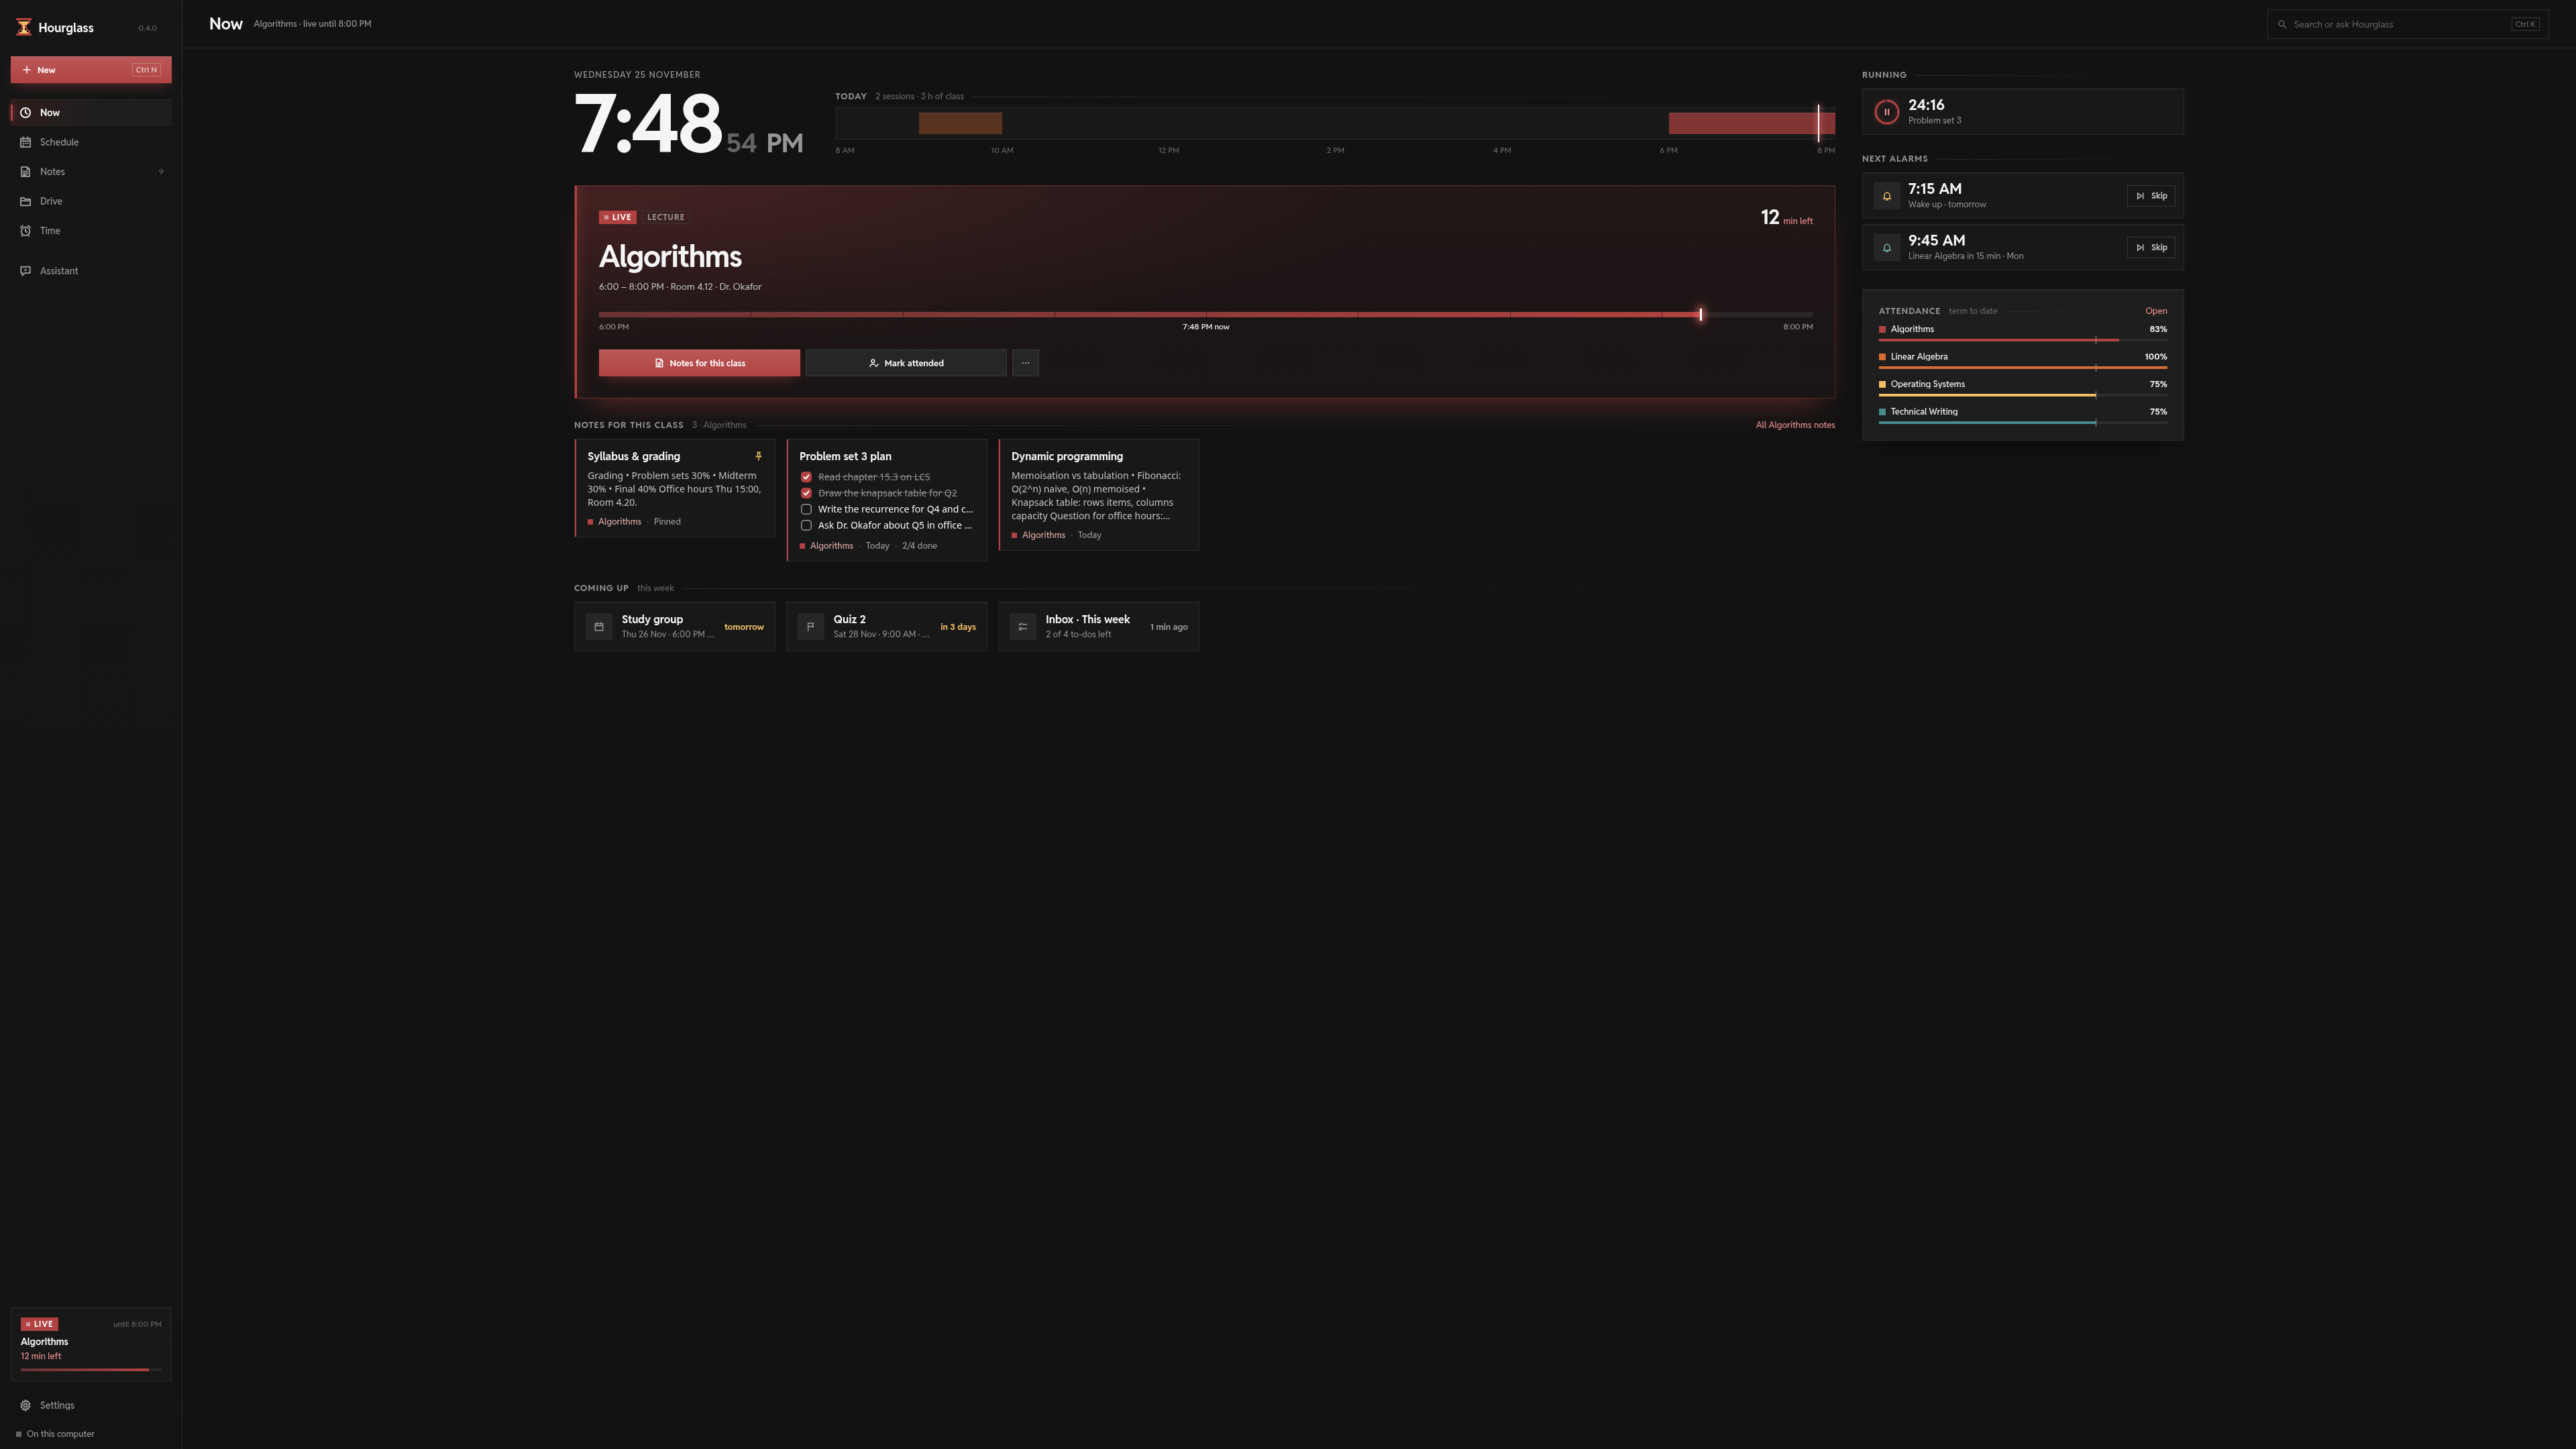 Hourglass
0.4.0
New
Ctrl N
Now
Schedule
Notes
9
Drive
Time
Assistant
LIVE
until 8:00 PM
Algorithms
12 min left
Settings
On this computer
Now
Algorithms · live until 8:00 PM
Search or ask Hourglass
Ctrl K
WEDNESDAY 25 NOVEMBER
7:48 54 PM
TODAY 2 sessions · 3 h of class
8 AM 10 AM 12 PM 2 PM 4 PM 6 PM 8 PM
LIVE LECTURE
12 min left
Algorithms
6:00 – 8:00 PM · Room 4.12 · Dr. Okafor
6:00 PM 7:48 PM now 8:00 PM
Notes for this class
Mark attended
...
NOTES FOR THIS CLASS 3 · Algorithms
All Algorithms notes
Syllabus & grading
Grading • Problem sets 30% • Midterm
30% • Final 40% Office hours Thu 15:00,
Room 4.20.
Algorithms · Pinned
Problem set 3 plan
Read chapter 15.3 on LCS
Draw the knapsack table for Q2
Write the recurrence for Q4 and c...
Ask Dr. Okafor about Q5 in office ...
Algorithms · Today · 2/4 done
Dynamic programming
Memoisation vs tabulation • Fibonacci:
O(2^n) naive, O(n) memoised •
Knapsack table: rows items, columns
capacity Question for office hours:...
Algorithms · Today
COMING UP this week
Study group
Thu 26 Nov · 6:00 PM ...
tomorrow
Quiz 2
Sat 28 Nov · 9:00 AM · ...
in 3 days
Inbox · This week
2 of 4 to-dos left
1 min ago
RUNNING
24:16
Problem set 3
NEXT ALARMS
7:15 AM
Wake up · tomorrow
Skip
9:45 AM
Linear Algebra in 15 min · Mon
Skip
ATTENDANCE term to date
Open
Algorithms 83%
Linear Algebra 100%
Operating Systems 75%
Technical Writing 75%